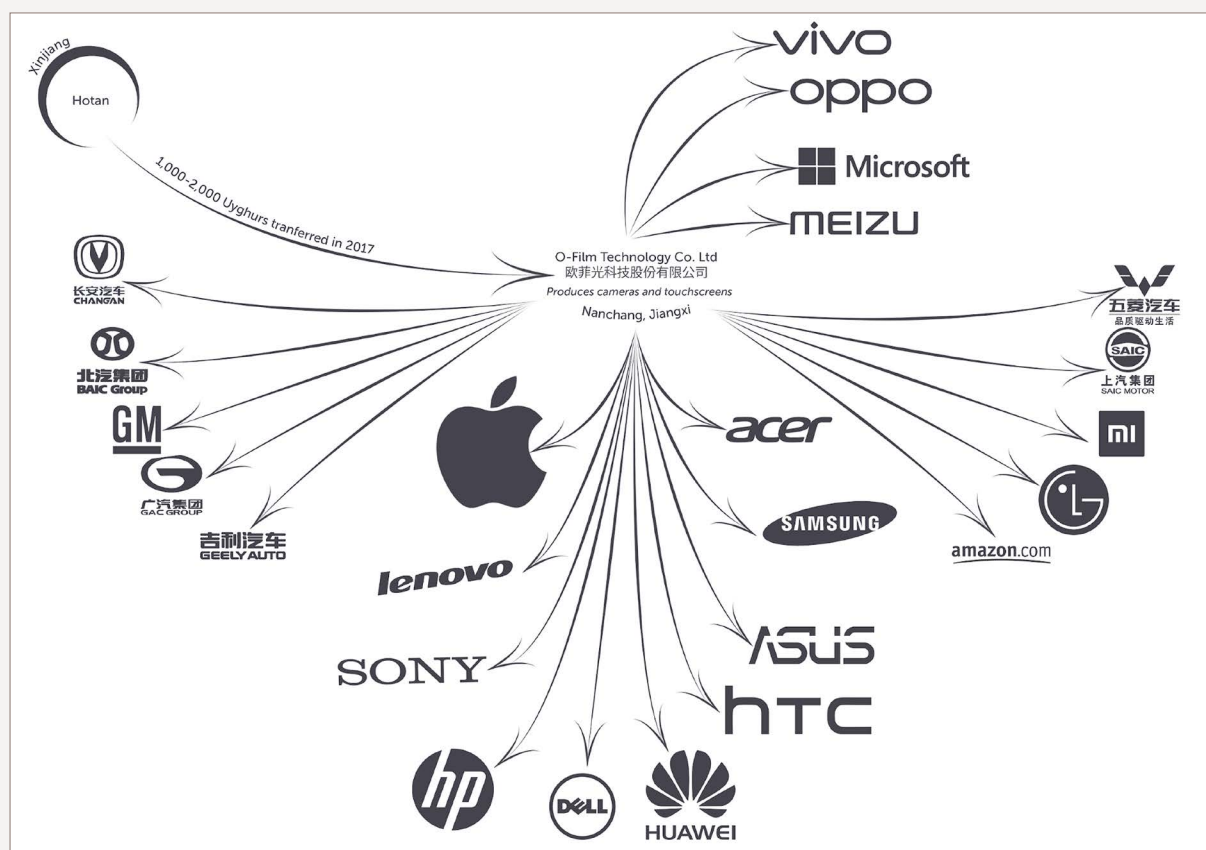 Xinjiang
Hotan
1,000-2,000 Uyghurs tranferred in 2017
vivo
oppo
Microsoft
MEIZU
O-Film Technology Co. Ltd
欧菲光科技股份有限公司
Produces cameras and touchscreens
Nanchang, Jiangxi
长安汽车
CHANGAN
北汽集团
BAIC Group
GM
广汽集团
GAC GROUP
吉利汽车
GEELY AUTO
lenovo
SONY
hp
DELL
HUAWEI
hTC
ASUS
SAMSUNG
acer
五菱汽车
品质驱动生活
SAIC
上汽集团
SAIC MOTOR
mi
LG
amazon.com